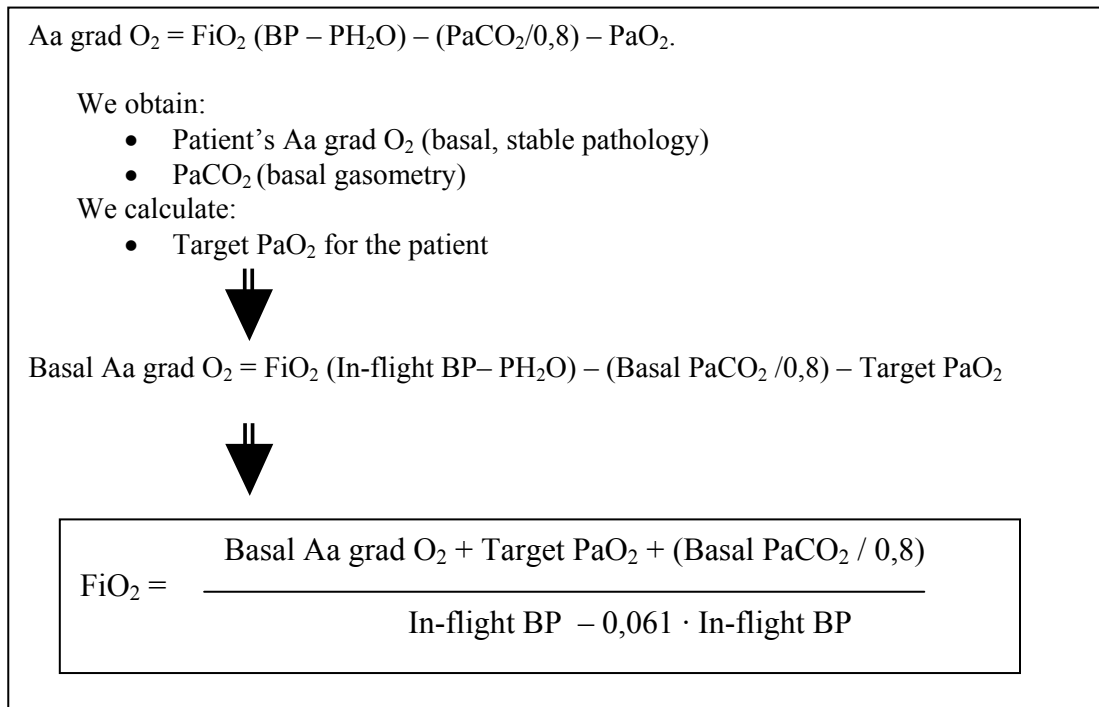 Aa grad O₂ = FiO₂ (BP – PH₂O) – (PaCO₂/0,8) – PaO₂.
We obtain:
• Patient's Aa grad O₂ (basal, stable pathology)
• PaCO₂ (basal gasometry)
We calculate:
• Target PaO₂ for the patient
Basal Aa grad O₂ = FiO₂ (In-flight BP– PH₂O) – (Basal PaCO₂ /0,8) – Target PaO₂
Basal Aa grad O₂ + Target PaO₂ + (Basal PaCO₂ / 0,8)
FiO₂ =
In-flight BP – 0,061 · In-flight BP